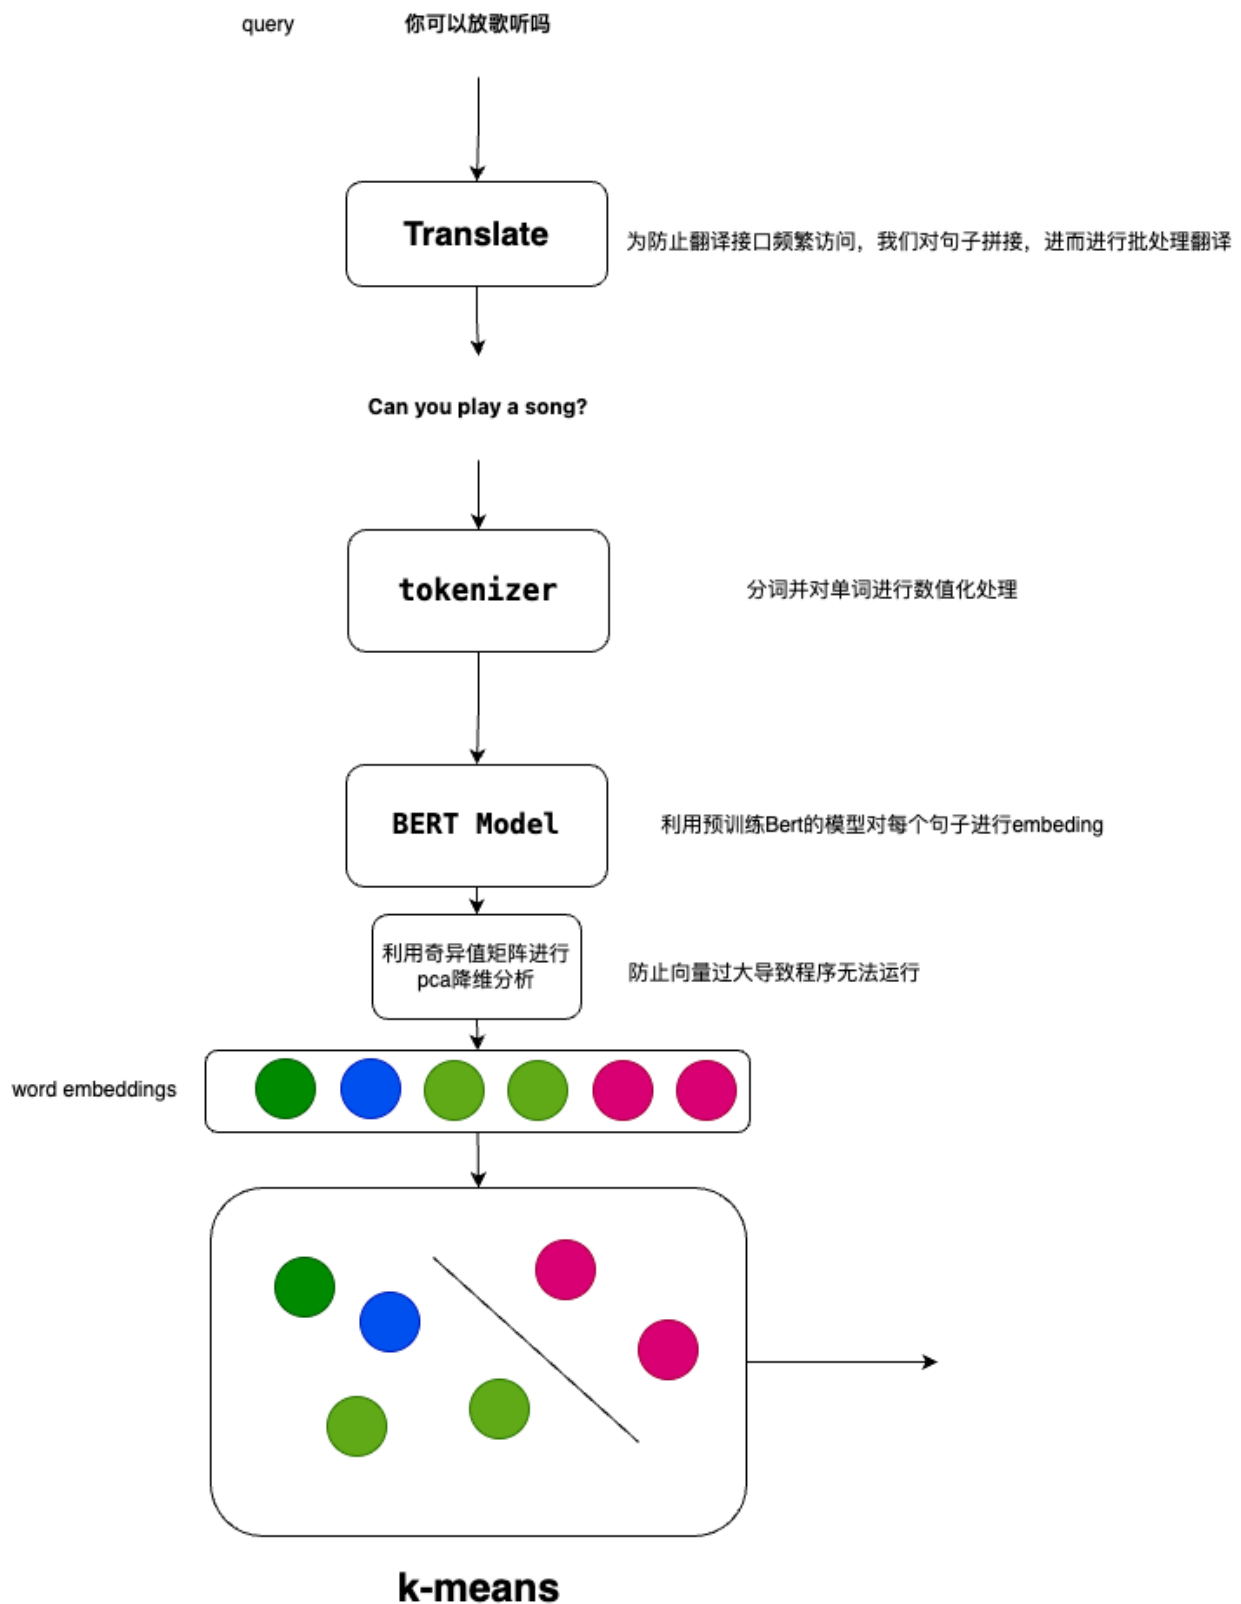 query
你可以放歌听吗
Translate
为防止翻译接口频繁访问，我们对句子拼接，进而进行批处理翻译
Can you play a song?
tokenizer
分词并对单词进行数值化处理
BERT Model
利用预训练Bert的模型对每个句子进行embeding
利用奇异值矩阵进行
pca降维分析
防止向量过大导致程序无法运行
word embeddings
k-means